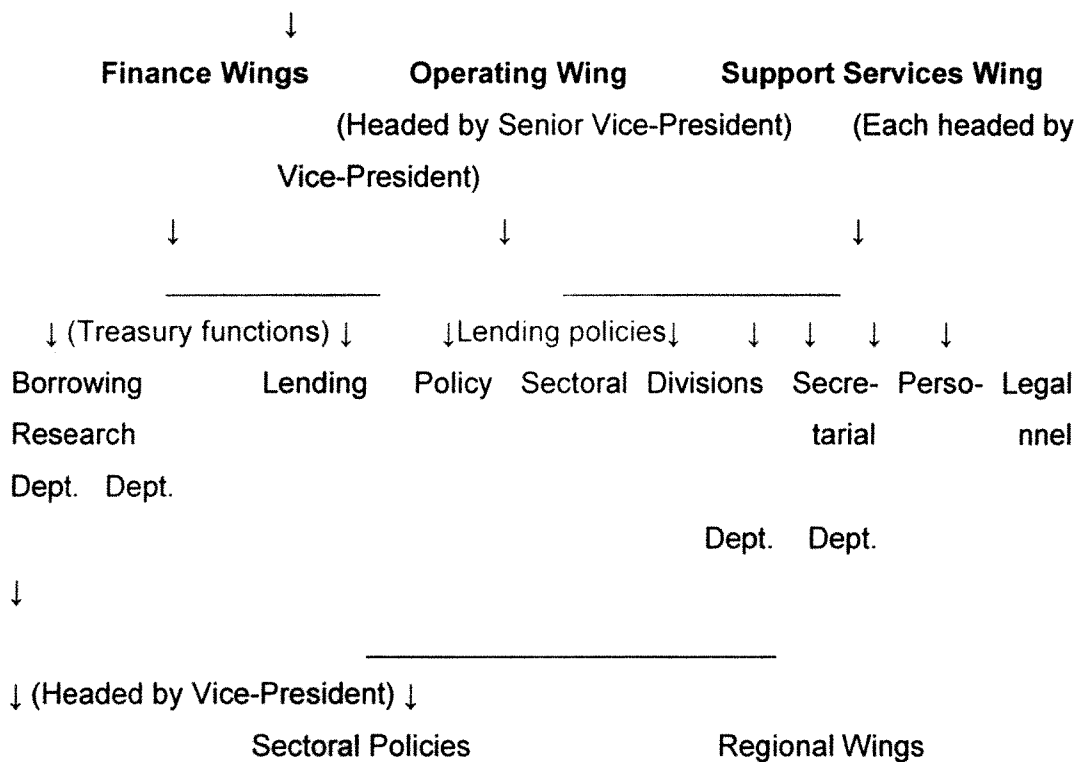 ↓
Finance Wings Operating Wing Support Services Wing
(Headed by Senior Vice-President) (Each headed by
Vice-President)
↓ ↓ ↓
↓ (Treasury functions) ↓ ↓Lending policies↓ ↓ ↓ ↓ ↓
Borrowing Lending Policy Sectoral Divisions Secre- Perso- Legal
Research tarial nnel
Dept. Dept.
Dept. Dept.
↓
↓ (Headed by Vice-President) ↓
Sectoral Policies Regional Wings